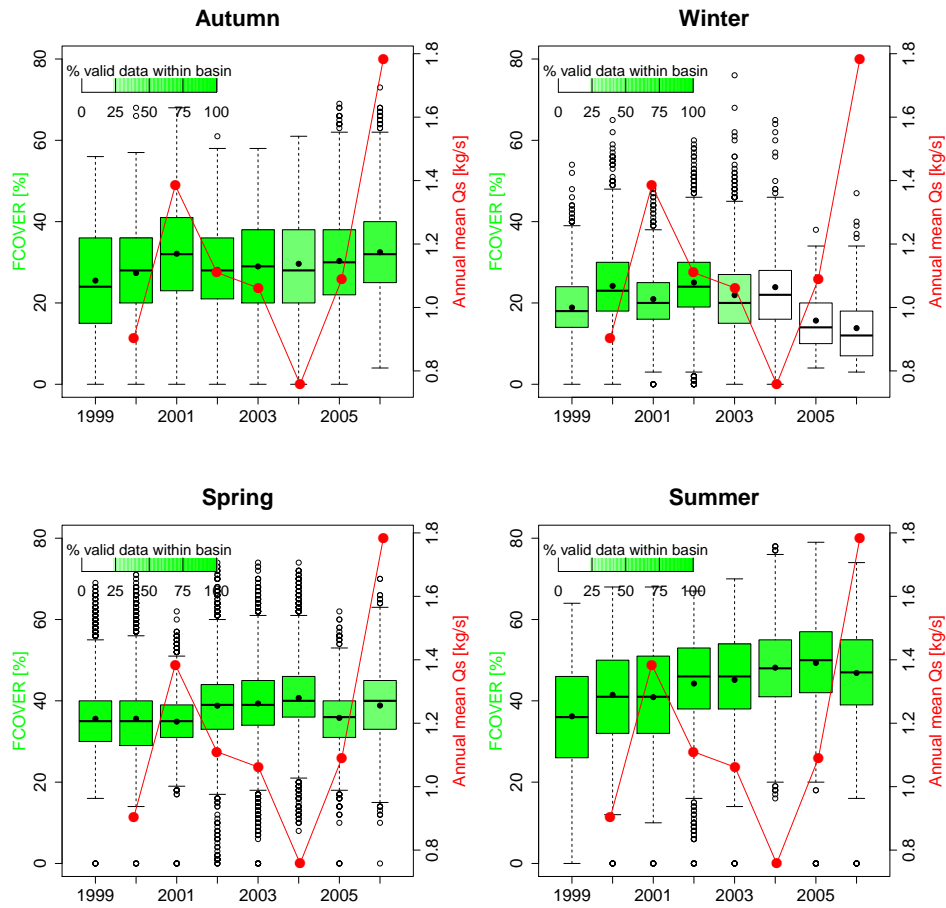 Autumn
% valid data within basin
0 25 50 75 100
FCOVER [%]
0 20 40 60 80
Annual mean Qs [kg/s]
0.8 1.0 1.2 1.4 1.6 1.8
1999 2001 2003 2005
Winter
% valid data within basin
0 25 50 75 100
FCOVER [%]
0 20 40 60 80
Annual mean Qs [kg/s]
0.8 1.0 1.2 1.4 1.6 1.8
1999 2001 2003 2005
Spring
% valid data within basin
0 25 50 75 100
FCOVER [%]
0 20 40 60 80
Annual mean Qs [kg/s]
0.8 1.0 1.2 1.4 1.6 1.8
1999 2001 2003 2005
Summer
% valid data within basin
0 25 50 75 100
FCOVER [%]
0 20 40 60 80
Annual mean Qs [kg/s]
0.8 1.0 1.2 1.4 1.6 1.8
1999 2001 2003 2005